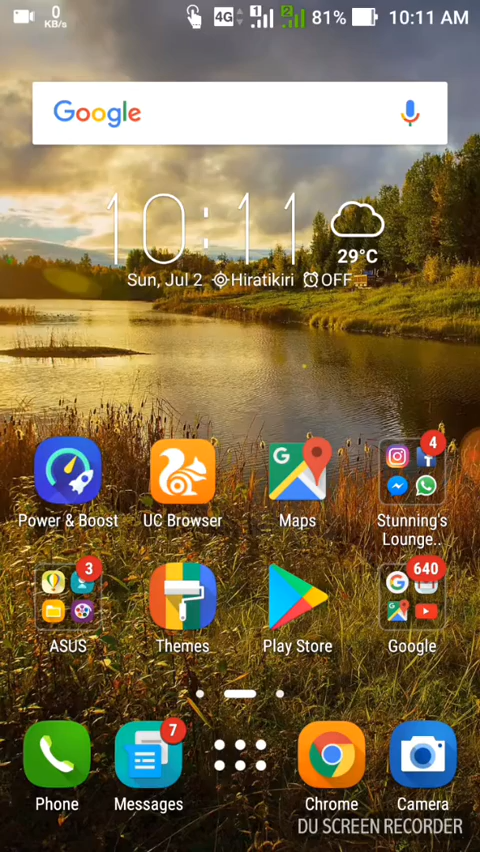 0
KB/s
4G
1
2
81%
10:11 AM
Google
10:11
29°C
Sun, Jul 2 Hiratikiri OFF
4
Power & Boost
UC Browser
Maps
Stunning's
Lounge..
3
640
ASUS
Themes
Play Store
Google
7
Phone
Messages
Chrome
Camera
DU SCREEN RECORDER